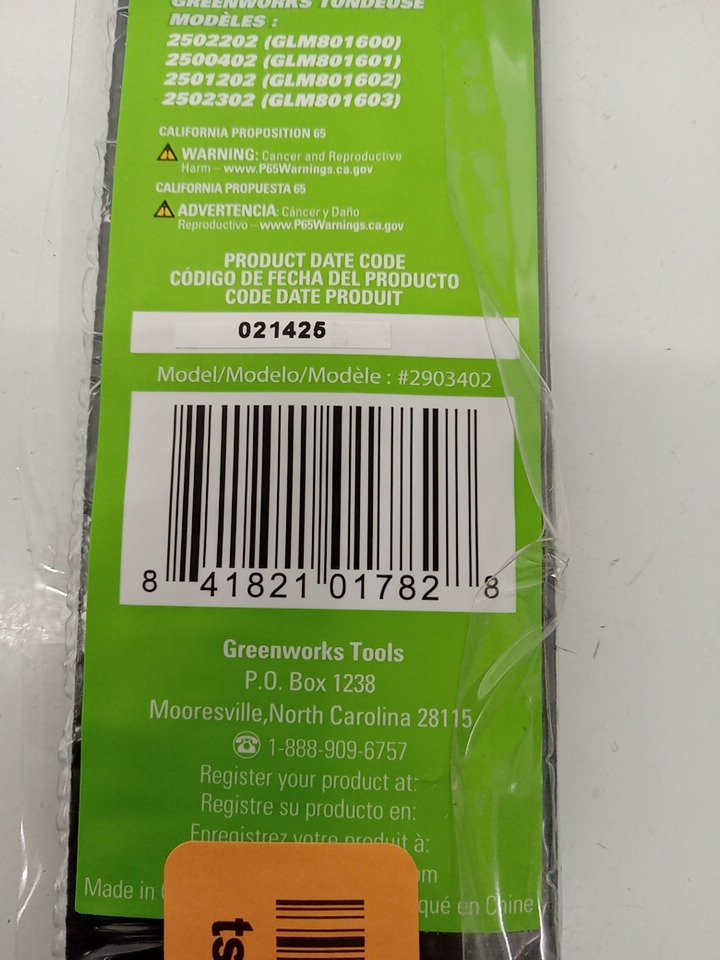 GREENWORKS TONDEUSE
MODÈLES :
2502202 (GLM801600)
2500402 (GLM801601)
2501202 (GLM801602)
2502302 (GLM801603)
CALIFORNIA PROPOSITION 65
WARNING: Cancer and Reproductive
Harm – www.P65Warnings.ca.gov
CALIFORNIA PROPUESTA 65
ADVERTENCIA: Cáncer y Daño
Reproductivo – www.P65Warnings.ca.gov
PRODUCT DATE CODE
CÓDIGO DE FECHA DEL PRODUCTO
CODE DATE PRODUIT
021425
Model/Modelo/Modèle : #2903402
8 41821 01782 8
Greenworks Tools
P.O. Box 1238
Mooresville,North Carolina 28115
1-888-909-6757
Register your product at:
Registre su producto en:
Enregistrez votre produit à:
Made in
en Chine
ts